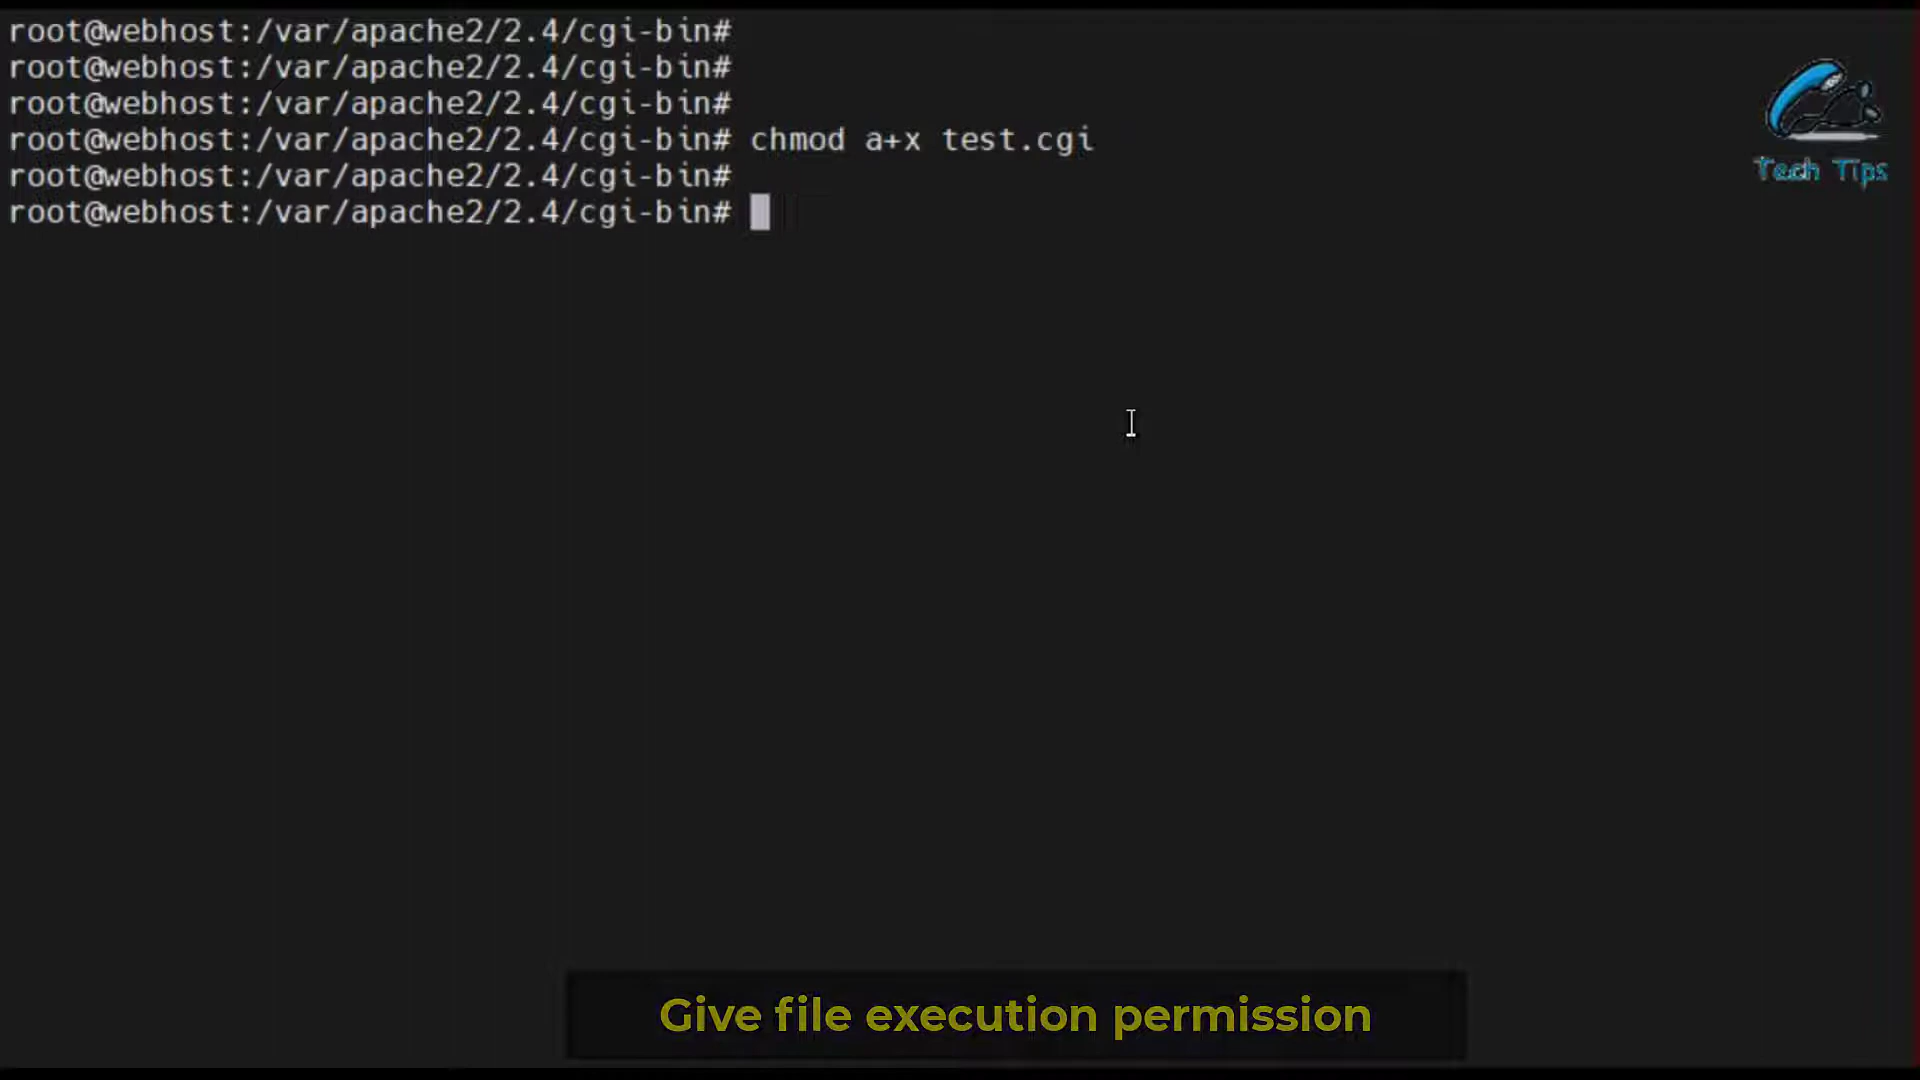 root@webhost:/var/apache2/2.4/cgi-bin#
root@webhost:/var/apache2/2.4/cgi-bin#
root@webhost:/var/apache2/2.4/cgi-bin#
root@webhost:/var/apache2/2.4/cgi-bin# chmod a+x test.cgi
root@webhost:/var/apache2/2.4/cgi-bin#
root@webhost:/var/apache2/2.4/cgi-bin#
Tech Tips
Give file execution permission